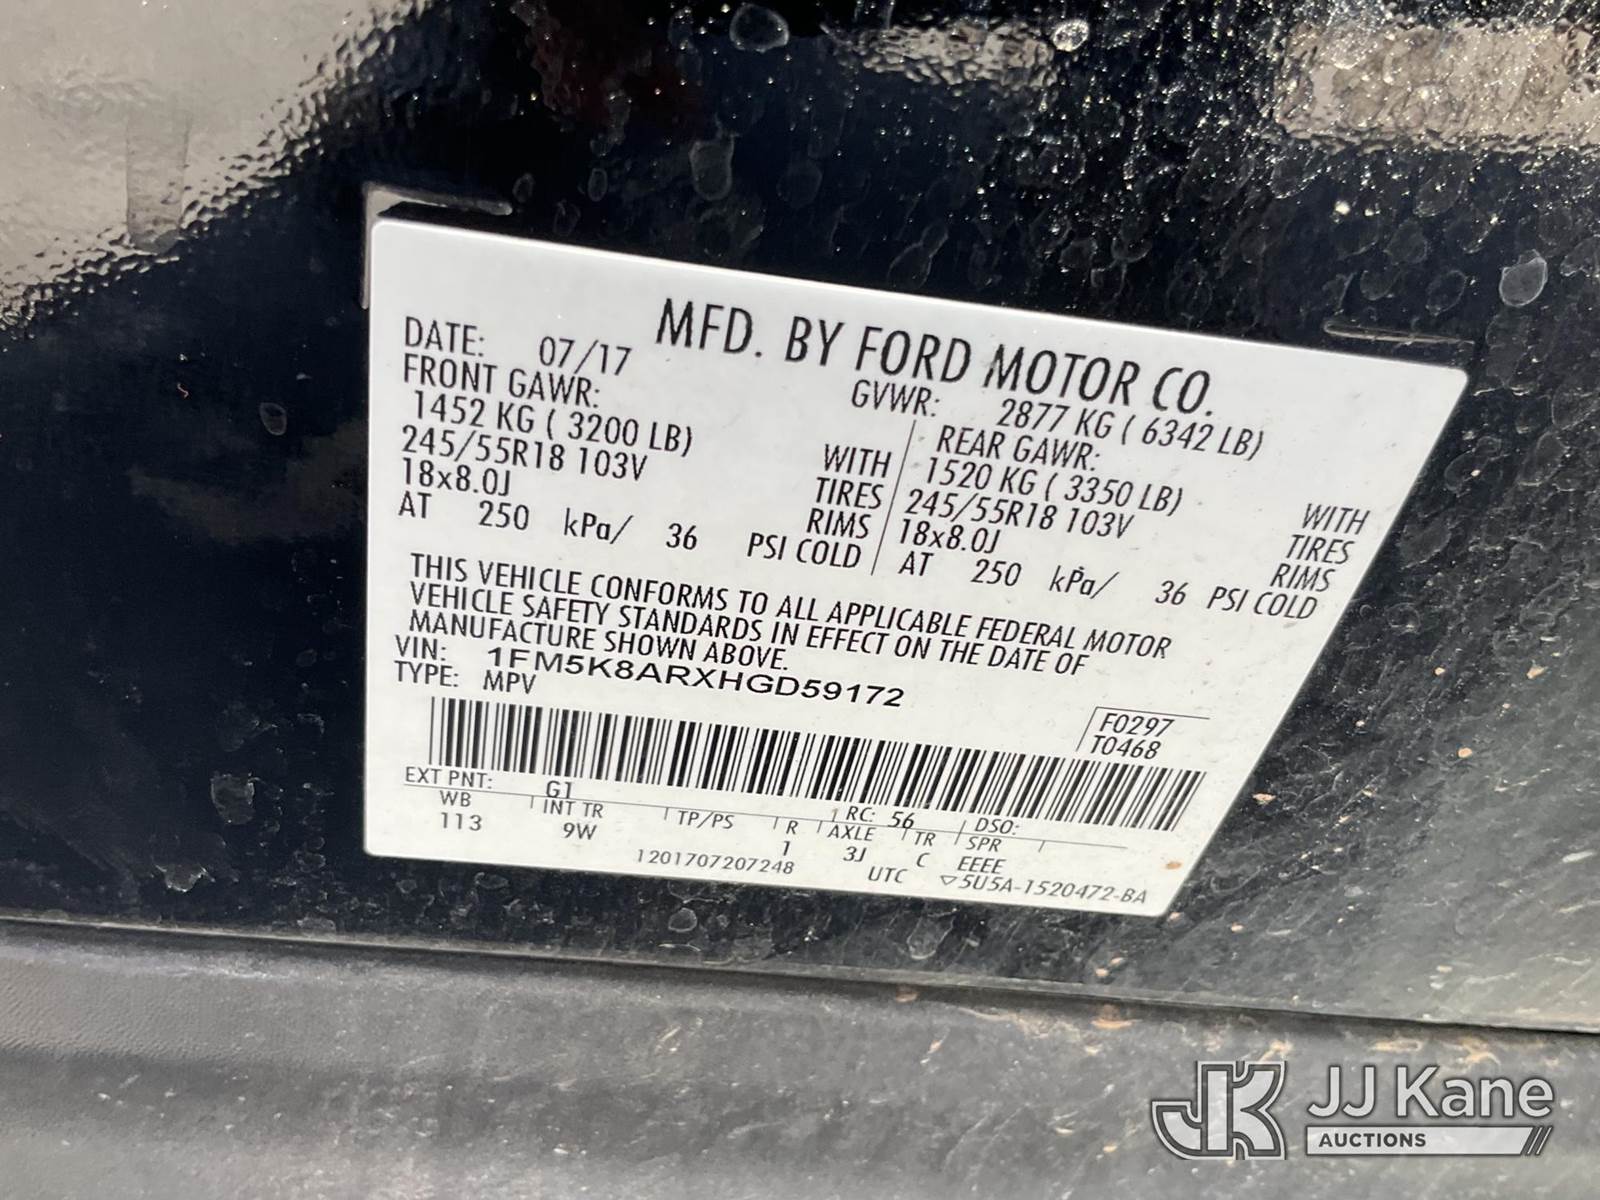 MFD. BY FORD MOTOR CO.
DATE: 07/17 GVWR: 2877 KG ( 6342 LB)
FRONT GAWR: REAR GAWR:
1452 KG ( 3200 LB) WITH 1520 KG ( 3350 LB) WITH
245/55R18 103V TIRES 245/55R18 103V TIRES
18x8.0J RIMS 18x8.0J RIMS
AT 250 kPa/ 36 PSI COLD AT 250 kPa/ 36 PSI COLD
THIS VEHICLE CONFORMS TO ALL APPLICABLE FEDERAL MOTOR
VEHICLE SAFETY STANDARDS IN EFFECT ON THE DATE OF
MANUFACTURE SHOWN ABOVE.
VIN: 1FM5K8ARXHGD59172
TYPE: MPV
F0297
T0468
EXT PNT: G1 RC: 56 DSO:
WB INT TR TP/PS R AXLE TR SPR
113 9W 1 3J C EEEE
1201707207248 UTC ▽5U5A-1520472-BA
JK JJ Kane
AUCTIONS